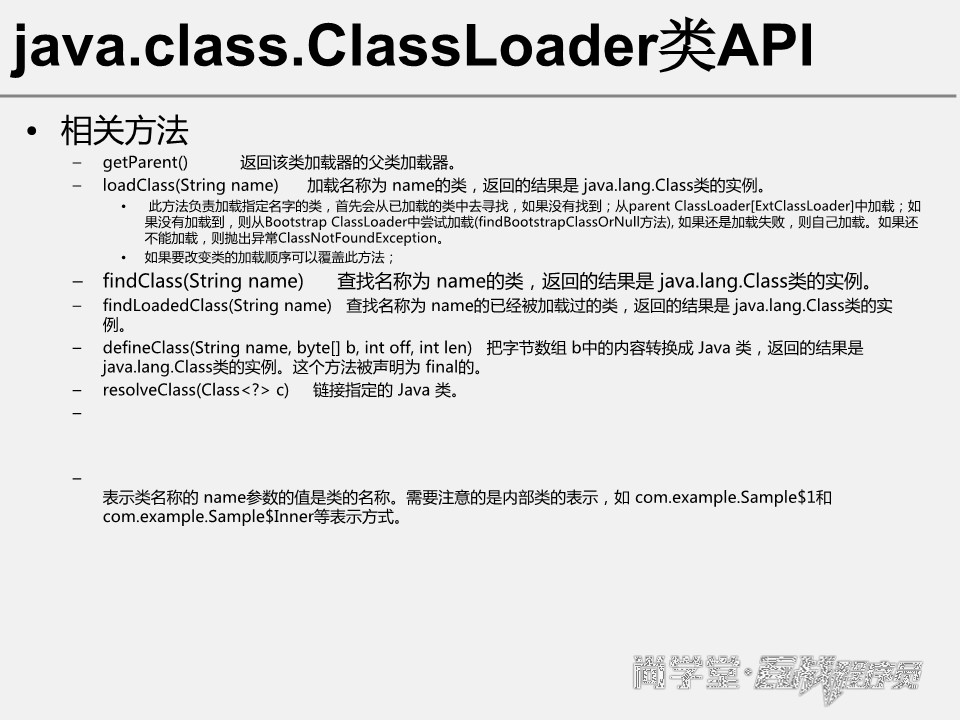 java.class.ClassLoader类API
• 相关方法
– getParent() 返回该类加载器的父类加载器。
– loadClass(String name) 加载名称为 name的类，返回的结果是 java.lang.Class类的实例。
• 此方法负责加载指定名字的类，首先会从已加载的类中去寻找，如果没有找到；从parent ClassLoader[ExtClassLoader]中加载；如
果没有加载到，则从Bootstrap ClassLoader中尝试加载(findBootstrapClassOrNull方法), 如果还是加载失败，则自己加载。如果还
不能加载，则抛出异常ClassNotFoundException。
• 如果要改变类的加载顺序可以覆盖此方法；
– findClass(String name) 查找名称为 name的类，返回的结果是 java.lang.Class类的实例。
– findLoadedClass(String name) 查找名称为 name的已经被加载过的类，返回的结果是 java.lang.Class类的实
例。
– defineClass(String name, byte[] b, int off, int len) 把字节数组 b中的内容转换成 Java 类，返回的结果是
java.lang.Class类的实例。这个方法被声明为 final的。
– resolveClass(Class<?> c) 链接指定的 Java 类。
–
–
表示类名称的 name参数的值是类的名称。需要注意的是内部类的表示，如 com.example.Sample$1和
com.example.Sample$Inner等表示方式。
尚学堂·实战程序员